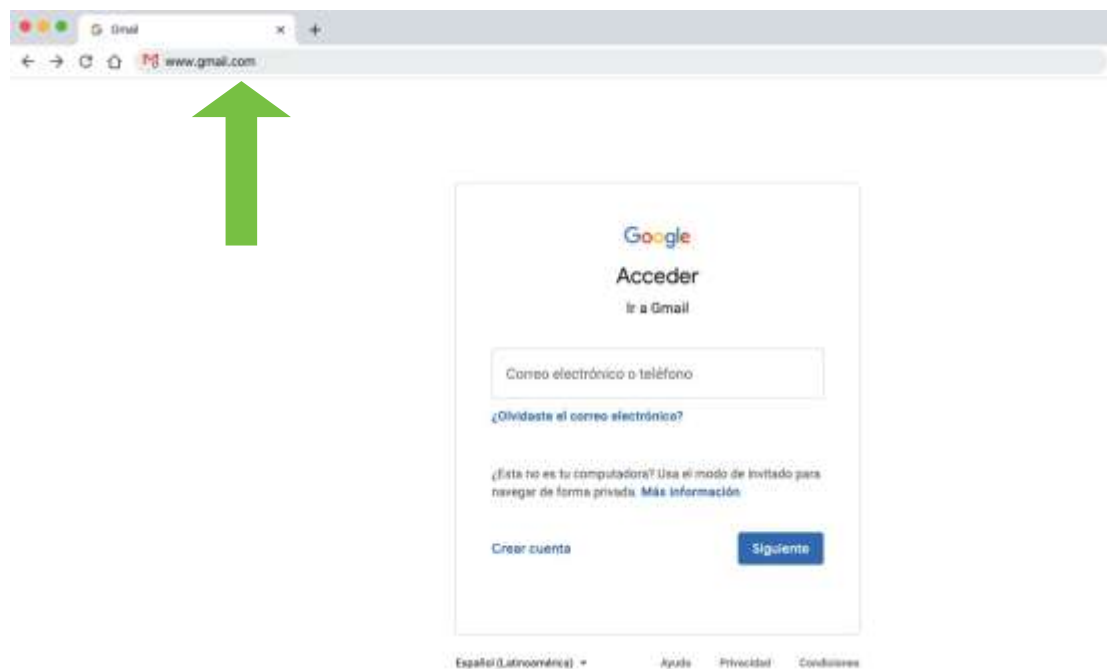 Gmail
www.gmail.com
Google
Acceder
Ir a Gmail
Correo electrónico o teléfono
¿Olvidaste el correo electrónico?
¿Esta no es tu computadora? Usa el modo de invitado para
navegar de forma privada. Más información
Crear cuenta
Siguiente
Español (Latinoamérica)
Ayuda
Privacidad
Condiciones